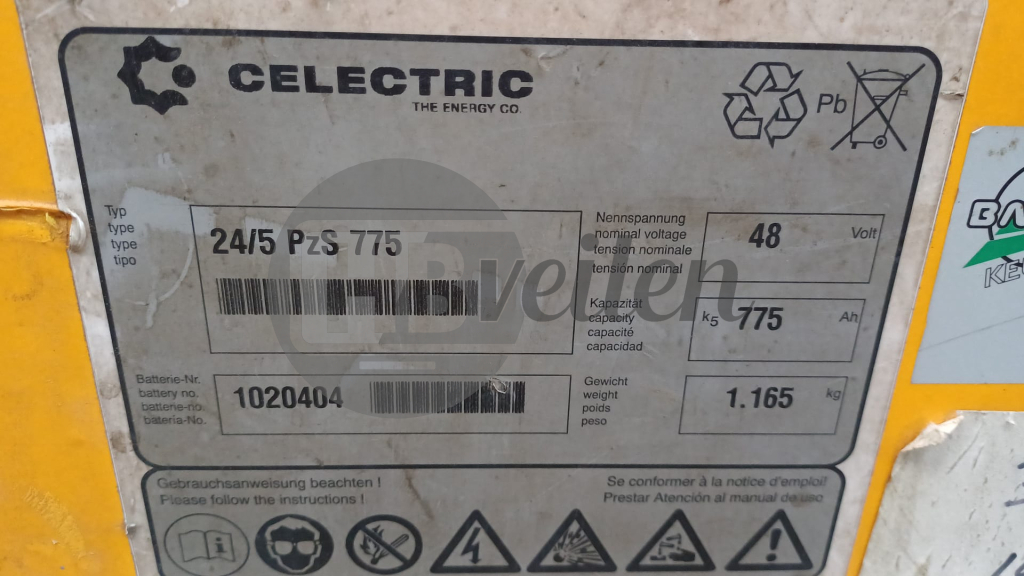 CELECTRIC
THE ENERGY CO.
Pb
Typ
type
type
tipo
24/5 PzS 775
Nennspannung
nominal voltage
tension nominale
tensión nominal
48 Volt
Kapazität
capacity
capacité
capacidad
k5 775 Ah
Batterie-Nr.
battery no.
batterie-no.
bateria-No.
1020404
Gewicht
weight
poids
peso
1.165 kg
HBveilen
Gebrauchsanweisung beachten !
Please follow the instructions !
Se conformer à la notice d'emploi!
Prestar Atención al manual de uso